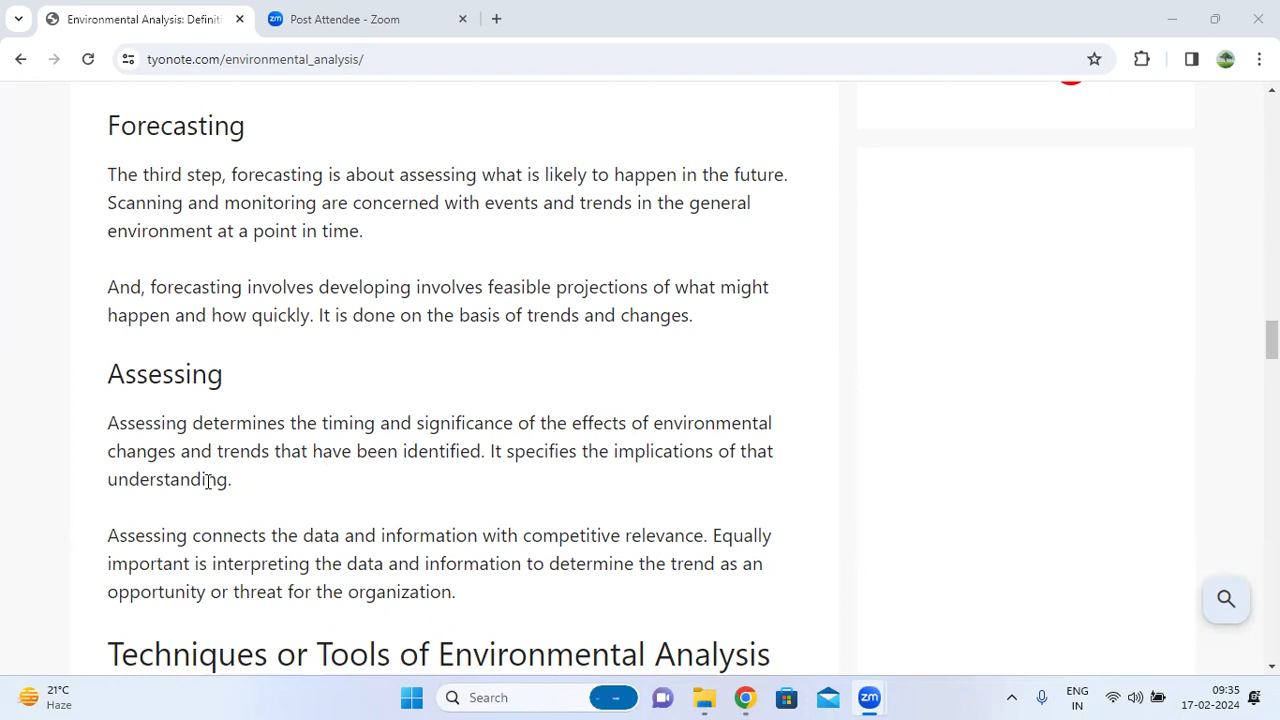 Environmental Analysis: Definiti
Post Attendee - Zoom
tyonote.com/environmental_analysis/
Forecasting
The third step, forecasting is about assessing what is likely to happen in the future.
Scanning and monitoring are concerned with events and trends in the general
environment at a point in time.
And, forecasting involves developing involves feasible projections of what might
happen and how quickly. It is done on the basis of trends and changes.
Assessing
Assessing determines the timing and significance of the effects of environmental
changes and trends that have been identified. It specifies the implications of that
understanding.
Assessing connects the data and information with competitive relevance. Equally
important is interpreting the data and information to determine the trend as an
opportunity or threat for the organization.
Techniques or Tools of Environmental Analysis
21°C
Haze
Search
zm
ENG
IN
09:35
17-02-2024